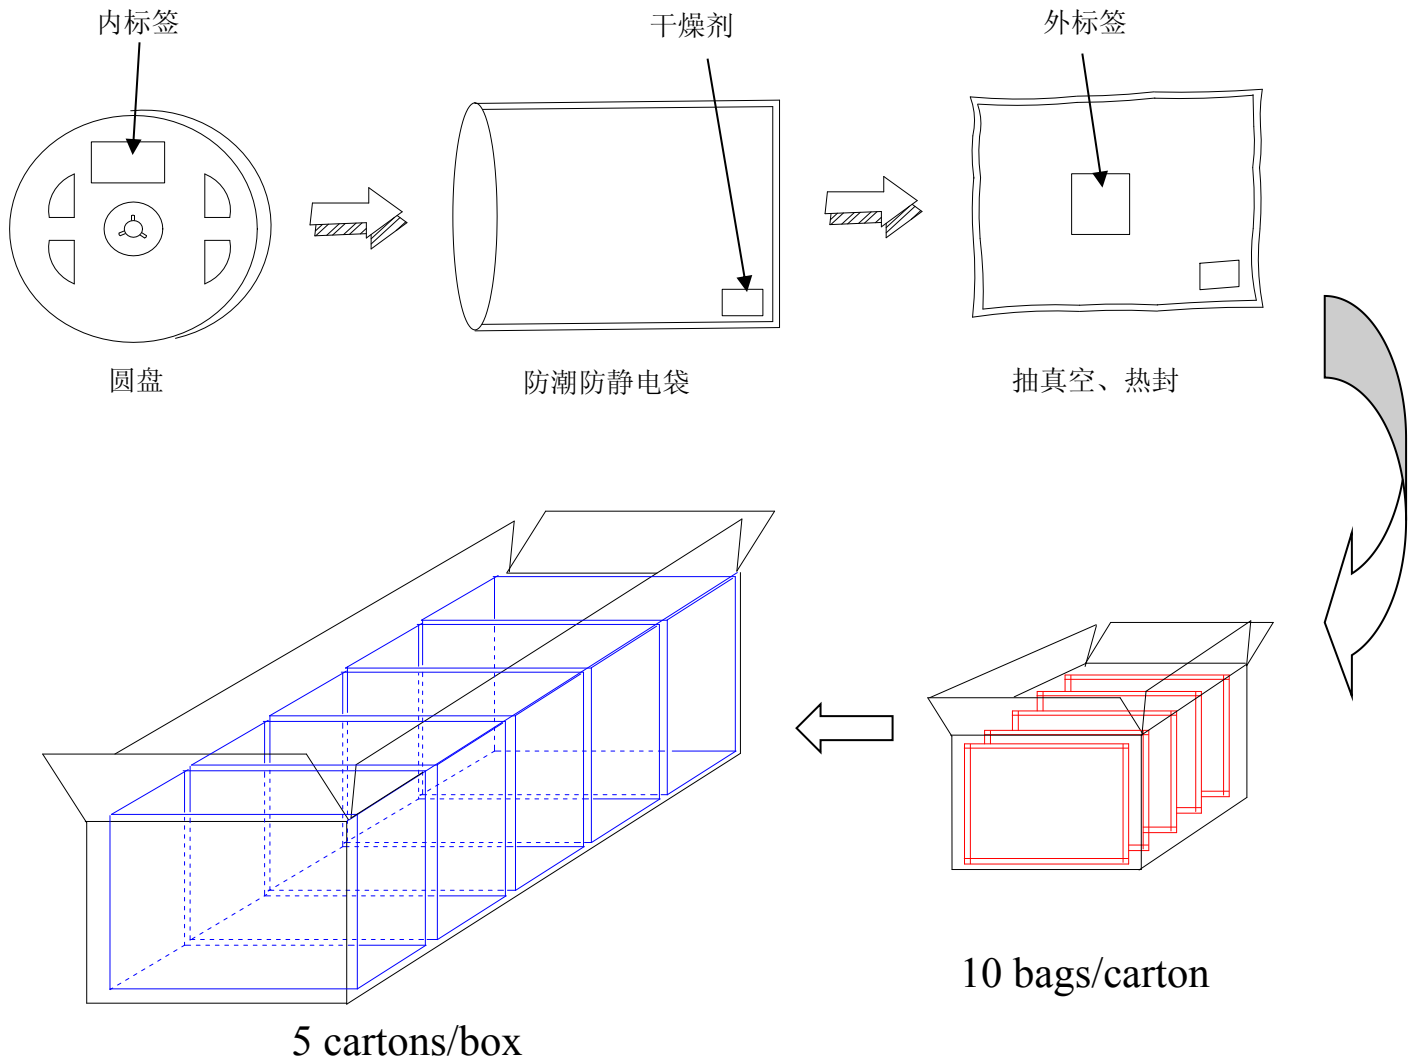 内标签
干燥剂
外标签
圆盘
防潮防静电袋
抽真空、热封
10 bags/carton
5 cartons/box